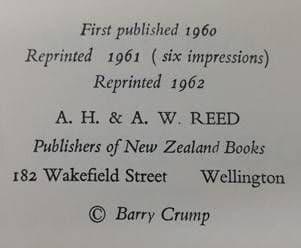 First published 1960
Reprinted 1961 ( six impressions)
Reprinted 1962
A. H. & A. W. REED
Publishers of New Zealand Books
182 Wakefield Street Wellington
© Barry Crump